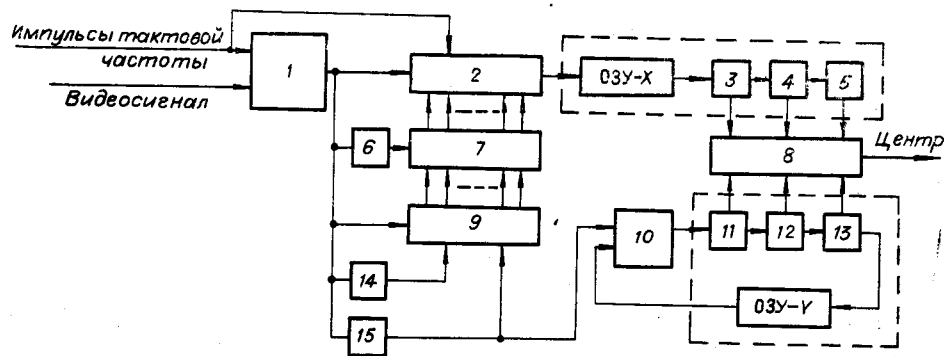 Импульсы тактовой
частоты
Видеосигнал
1
2
ОЗУ-X
3
4
5
6
7
8
Центр
9
10
11
12
13
14
ОЗУ-Y
15